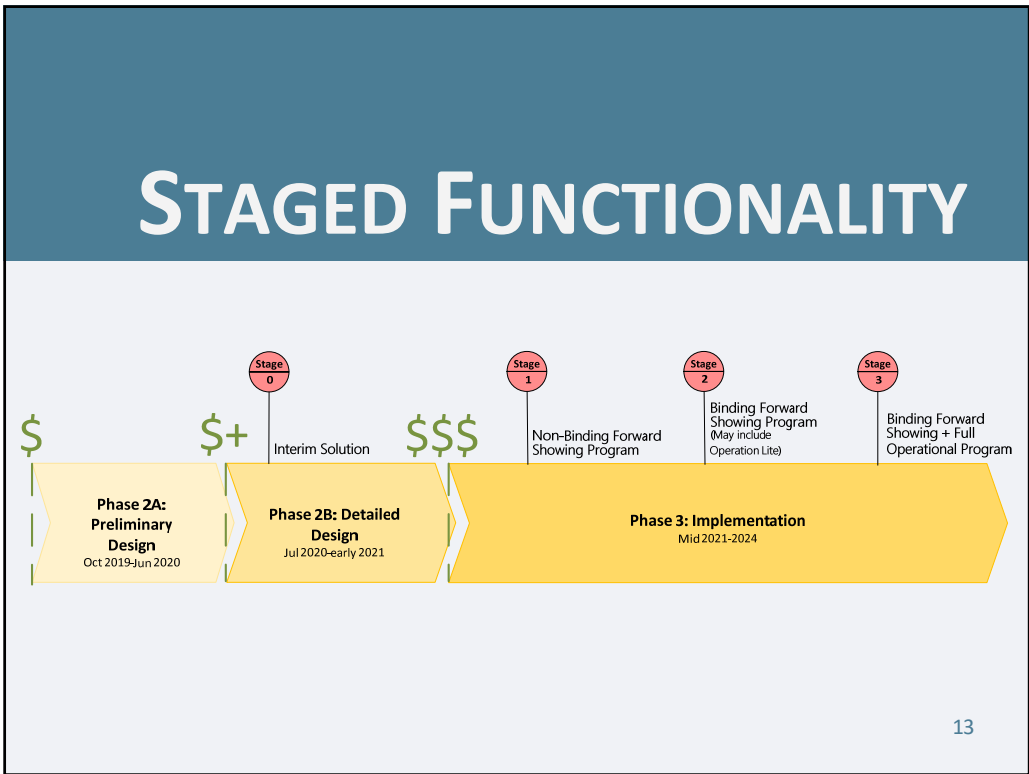 STAGED FUNCTIONALITY
Stage
0
Stage
1
Stage
2
Stage
3
$
$+
Interim Solution
$$$
Non-Binding Forward
Showing Program
Binding Forward
Showing Program
(May include
Operation Lite)
Binding Forward
Showing + Full
Operational Program
Phase 2A:
Preliminary
Design
Oct 2019-Jun 2020
Phase 2B: Detailed
Design
Jul 2020-early 2021
Phase 3: Implementation
Mid 2021-2024
13